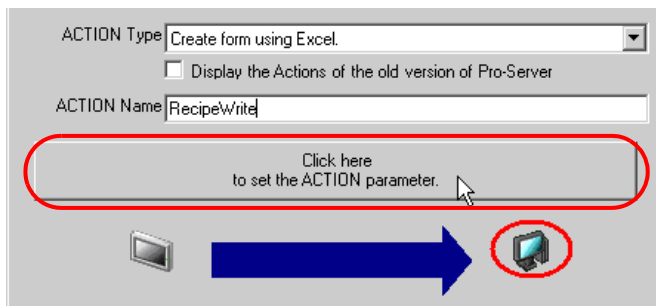 ACTION Type Create form using Excel.
Display the Actions of the old version of Pro-Server
ACTION Name RecipeWrite
Click here
to set the ACTION parameter.